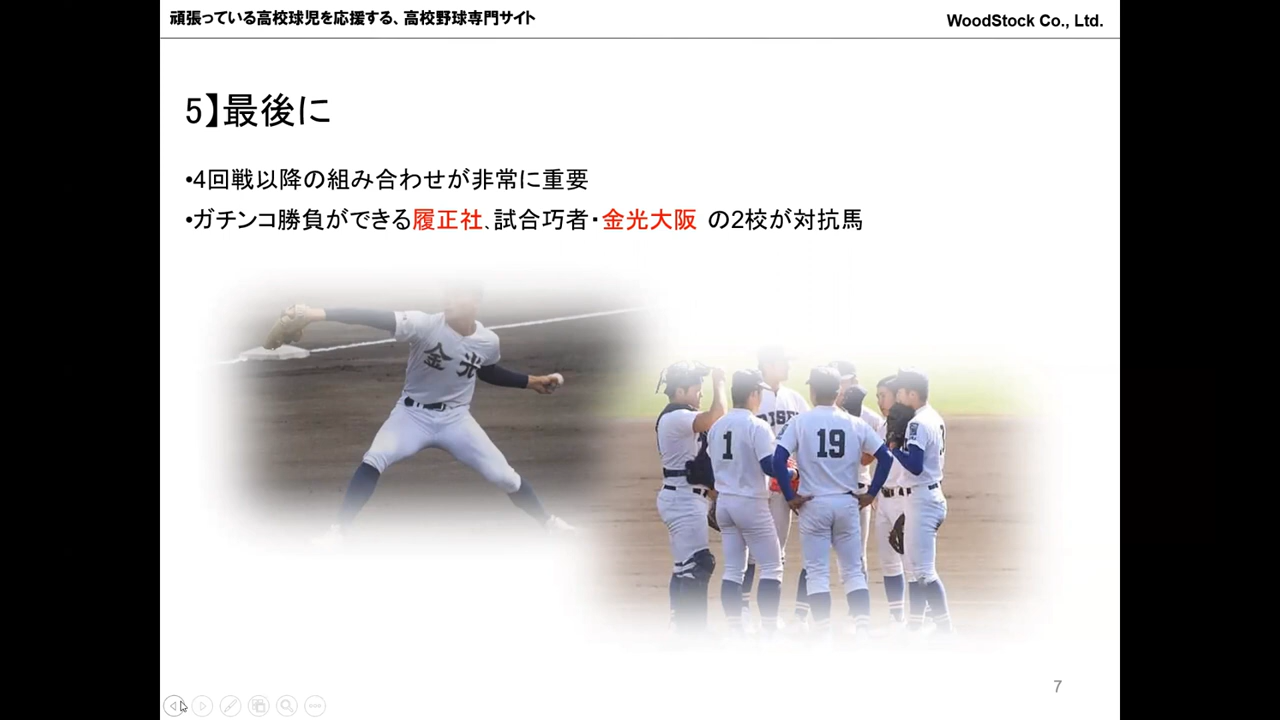 頑張っている高校球児を応援する、高校野球専門サイト
WoodStock Co., Ltd.
5】最後に
•4回戦以降の組み合わせが非常に重要
•ガチンコ勝負ができる履正社、試合巧者・金光大阪 の2校が対抗馬
金光
1
19
7